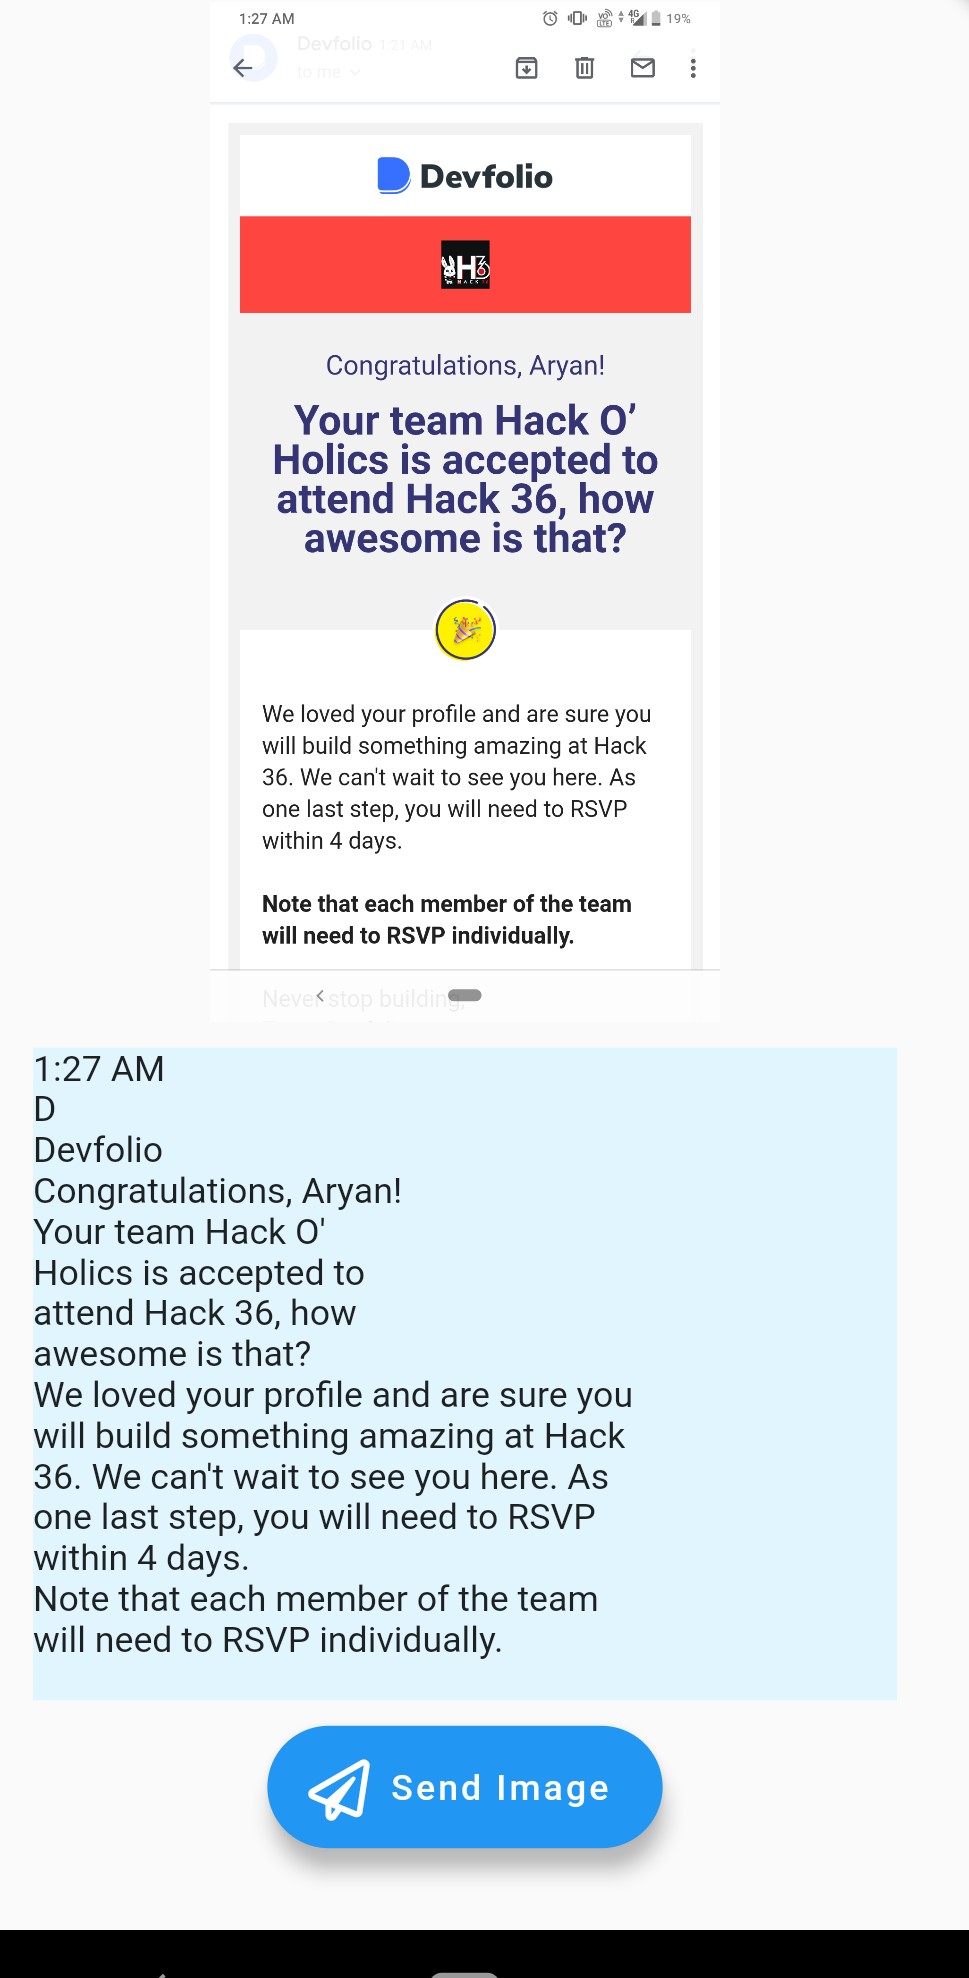 1:27 AM VO LTE 4G R 19%
Devfolio 1:21 AM
to me
Devfolio
H36
HACK 36
Congratulations, Aryan!
Your team Hack O’
Holics is accepted to
attend Hack 36, how
awesome is that?
We loved your profile and are sure you
will build something amazing at Hack
36. We can't wait to see you here. As
one last step, you will need to RSVP
within 4 days.
Note that each member of the team
will need to RSVP individually.
Never stop building,
1:27 AM
D
Devfolio
Congratulations, Aryan!
Your team Hack O'
Holics is accepted to
attend Hack 36, how
awesome is that?
We loved your profile and are sure you
will build something amazing at Hack
36. We can't wait to see you here. As
one last step, you will need to RSVP
within 4 days.
Note that each member of the team
will need to RSVP individually.
Send Image